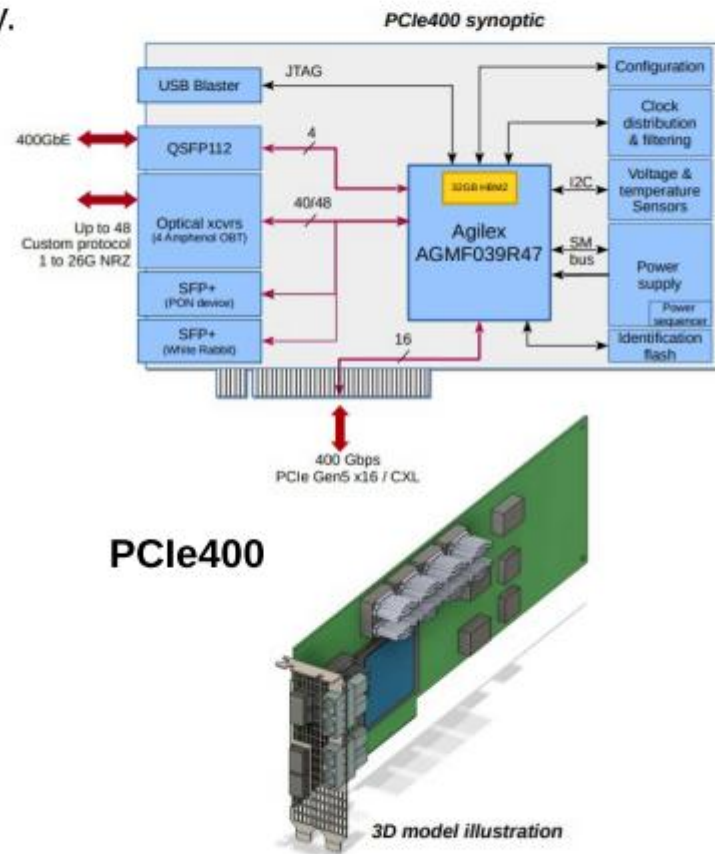 y.
PCIe400 synoptic
USB Blaster
JTAG
Configuration
400GbE
QSFP112
4
Clock
distribution
& filtering
32GB HBM2
Up to 48
Custom protocol
1 to 26G NRZ
Optical xcvrs
(4 Amphenol OBT)
40/48
Agilex
AGMF039R47
I2C
Voltage &
temperature
Sensors
SM
bus
Power
supply
Power
sequencer
SFP+
(PON device)
SFP+
(White Rabbit)
16
Identification
flash
400 Gbps
PCIe Gen5 x16 / CXL
PCIe400
3D model illustration